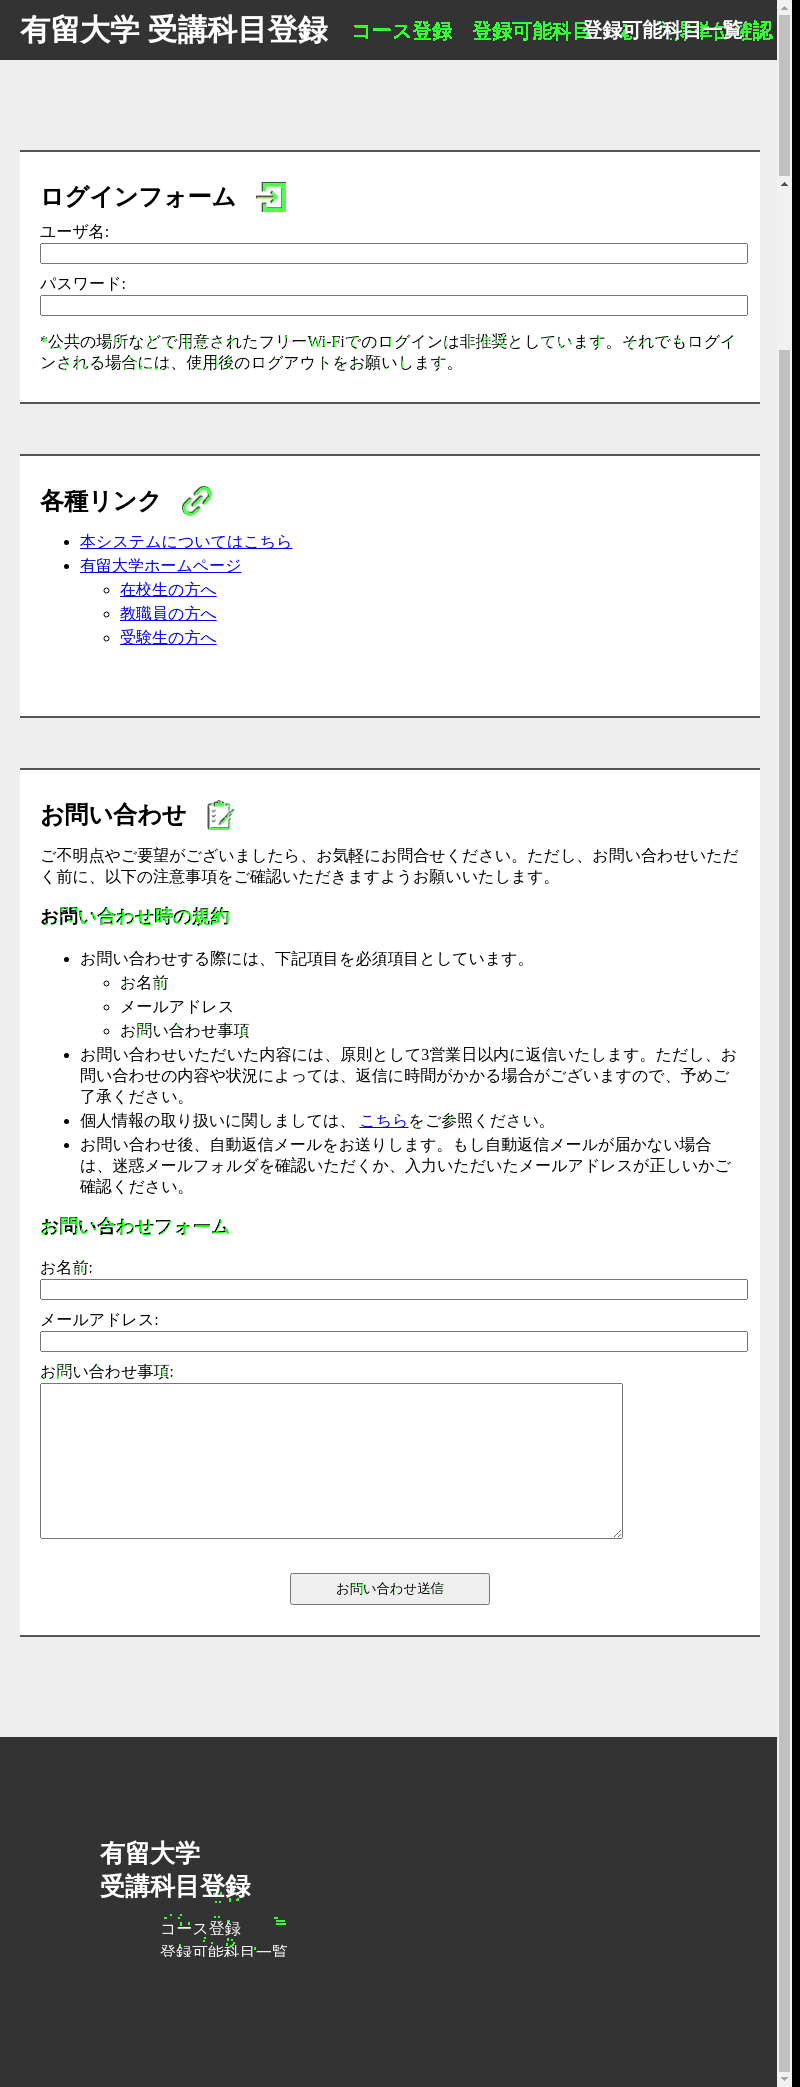 有留大学 受講科目登録
コース登録
登録可能科目一覧
ログインフォーム
ユーザ名:
パスワード:
*公共の場所などで用意されたフリーWi-Fiでのログインは非推奨としています。それでもログイ
ンされる場合には、使用後のログアウトをお願いします。
各種リンク
本システムについてはこちら
有留大学ホームページ
在校生の方へ
教職員の方へ
受験生の方へ
お問い合わせ
ご不明点やご要望がございましたら、お気軽にお問合せください。ただし、お問い合わせいただ
く前に、以下の注意事項をご確認いただきますようお願いいたします。
お問い合わせ時の規約
お問い合わせする際には、下記項目を必須項目としています。
お名前
メールアドレス
お問い合わせ事項
お問い合わせいただいた内容には、原則として3営業日以内に返信いたします。ただし、お
問い合わせの内容や状況によっては、返信に時間がかかる場合がございますので、予めご
了承ください。
個人情報の取り扱いに関しましては、 こちらをご参照ください。
お問い合わせ後、自動返信メールをお送りします。もし自動返信メールが届かない場合
は、迷惑メールフォルダを確認いただくか、入力いただいたメールアドレスが正しいかご
確認ください。
お問い合わせフォーム
お名前:
メールアドレス:
お問い合わせ事項:
お問い合わせ送信
有留大学
受講科目登録
コース登録
登録可能科目一覧